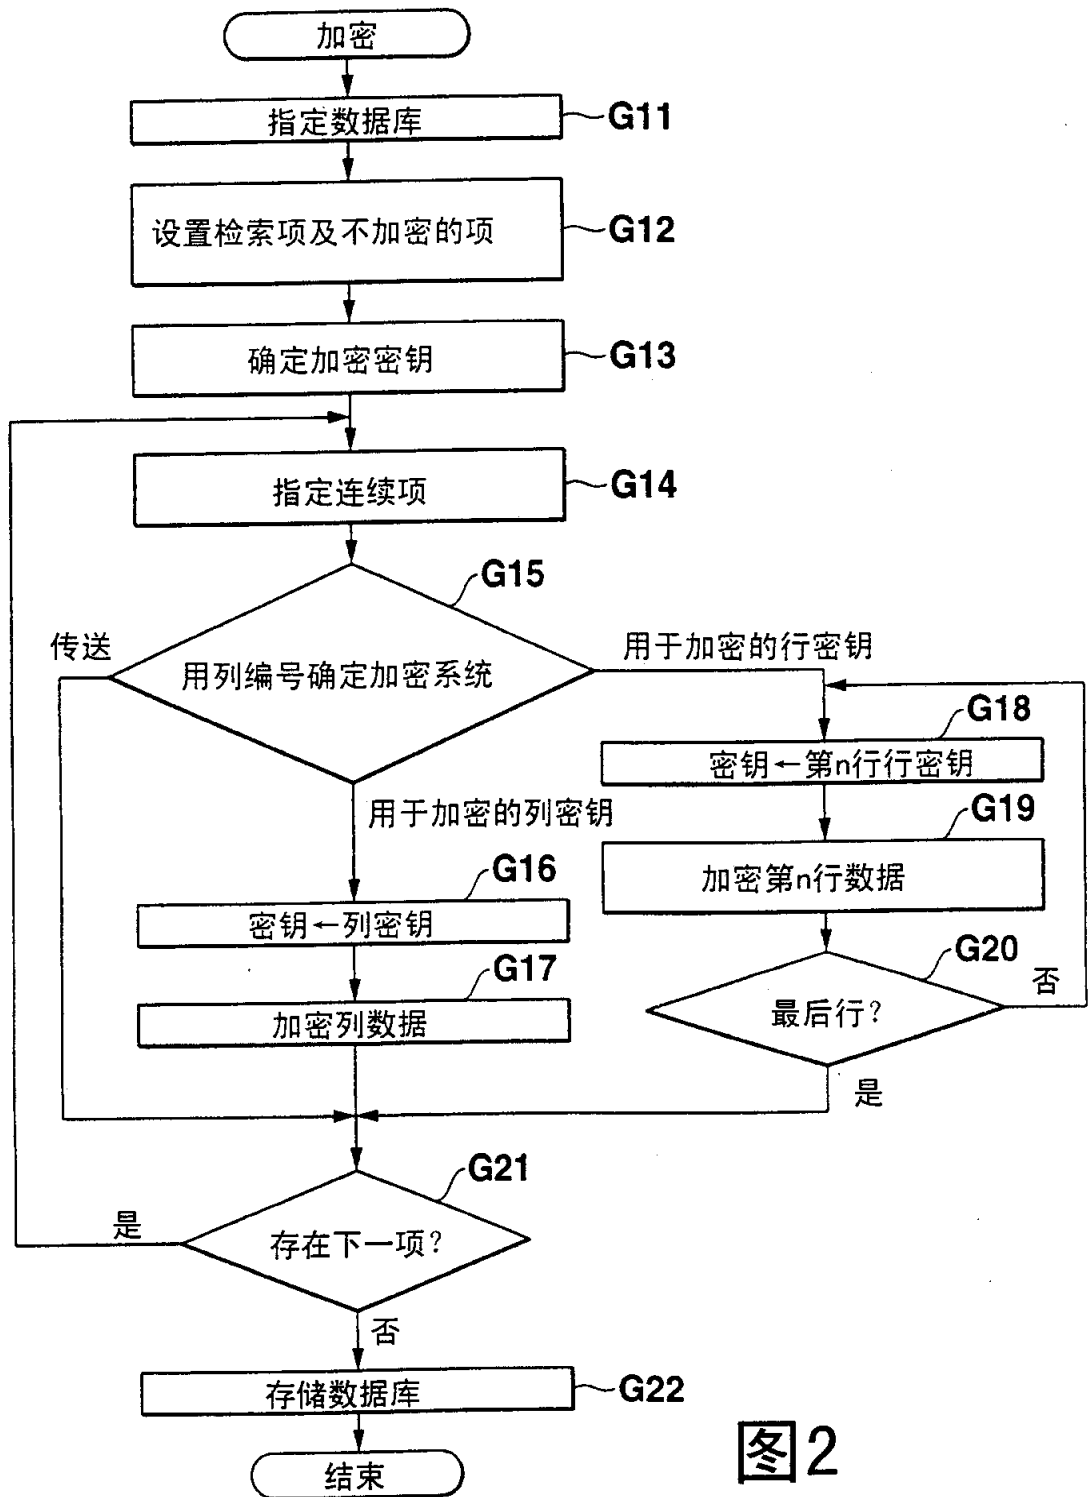 加密
指定数据库
G11
设置检索项及不加密的项
G12
确定加密密钥
G13
指定连续项
G14
G15
传送
用列编号确定加密系统
用于加密的行密钥
G18
密钥←第n行行密钥
用于加密的列密钥
G19
加密第n行数据
G16
密钥←列密钥
G20
G17
否
最后行?
加密列数据
是
G21
是
存在下一项?
否
存储数据库
G22
结束
图2